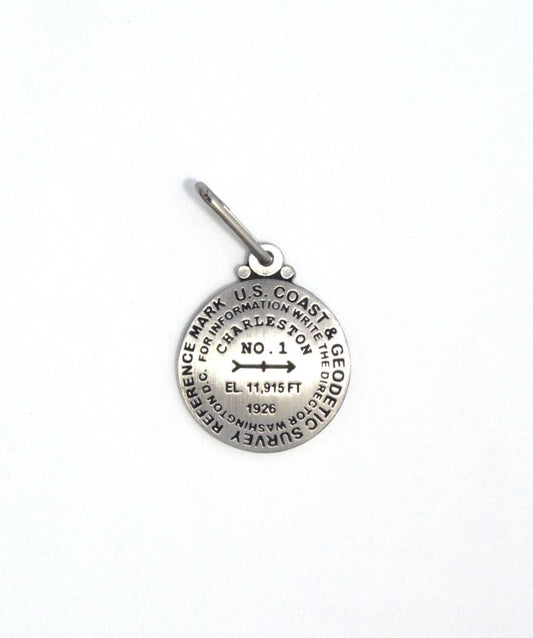 U.S. COAST & GEODETIC SURVEY REFERENCE MARK
FOR INFORMATION WRITE THE DIRECTOR WASHINGTON D.C.
CHARLESTON
NO. 1
EL. 11,915 FT
1926